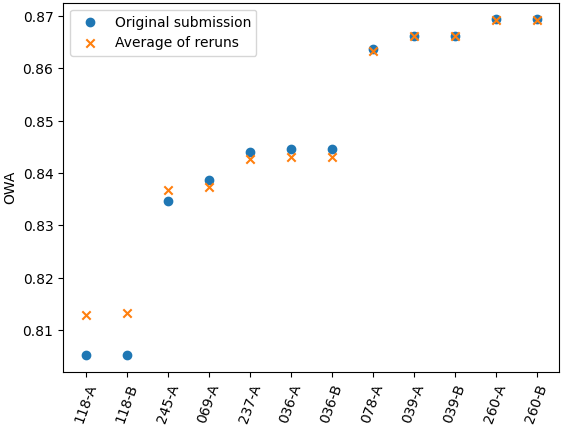 Original submission
Average of reruns
OWA
0.87
0.86
0.85
0.84
0.83
0.82
0.81
118-A
118-B
245-A
069-A
237-A
036-A
036-B
078-A
039-A
039-B
260-A
260-B